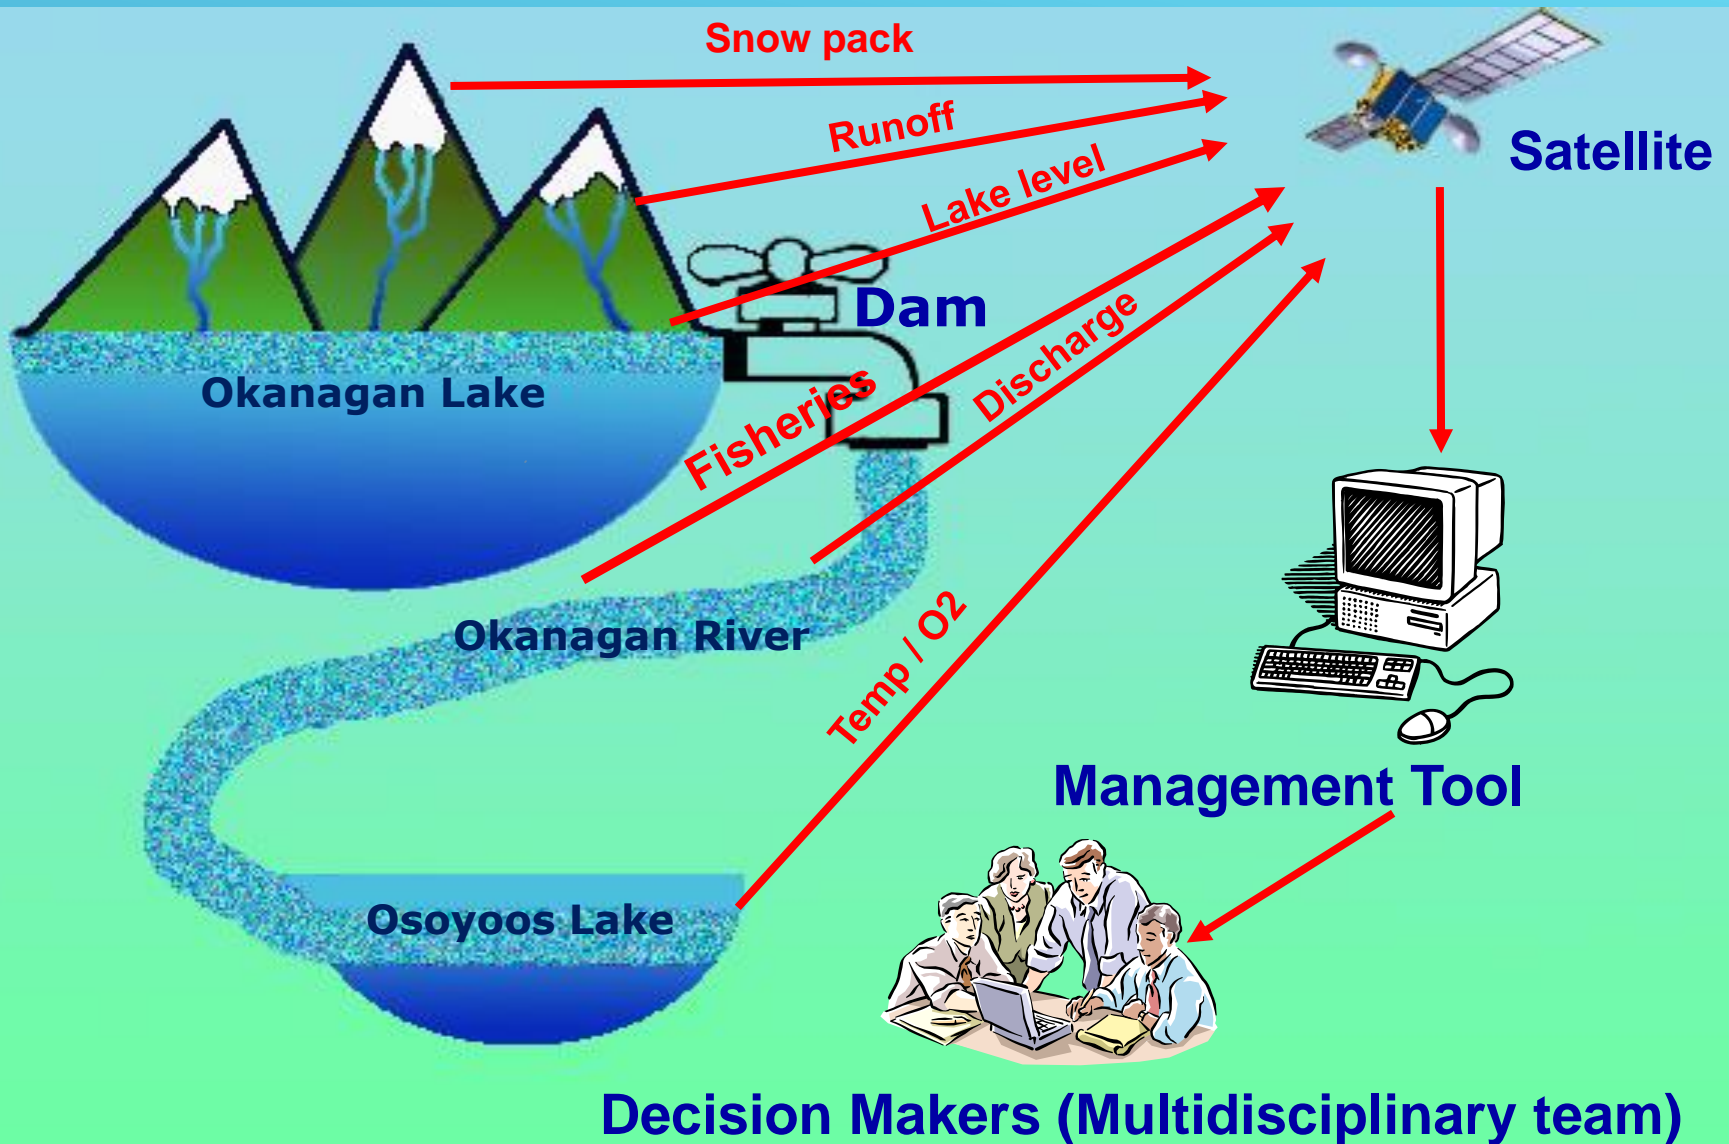 Snow pack
Runoff
Satellite
Lake level
Dam
Discharge
Okanagan Lake
Fisheries
Okanagan River
Temp / O2
Management Tool
Osoyoos Lake
Decision Makers (Multidisciplinary team)